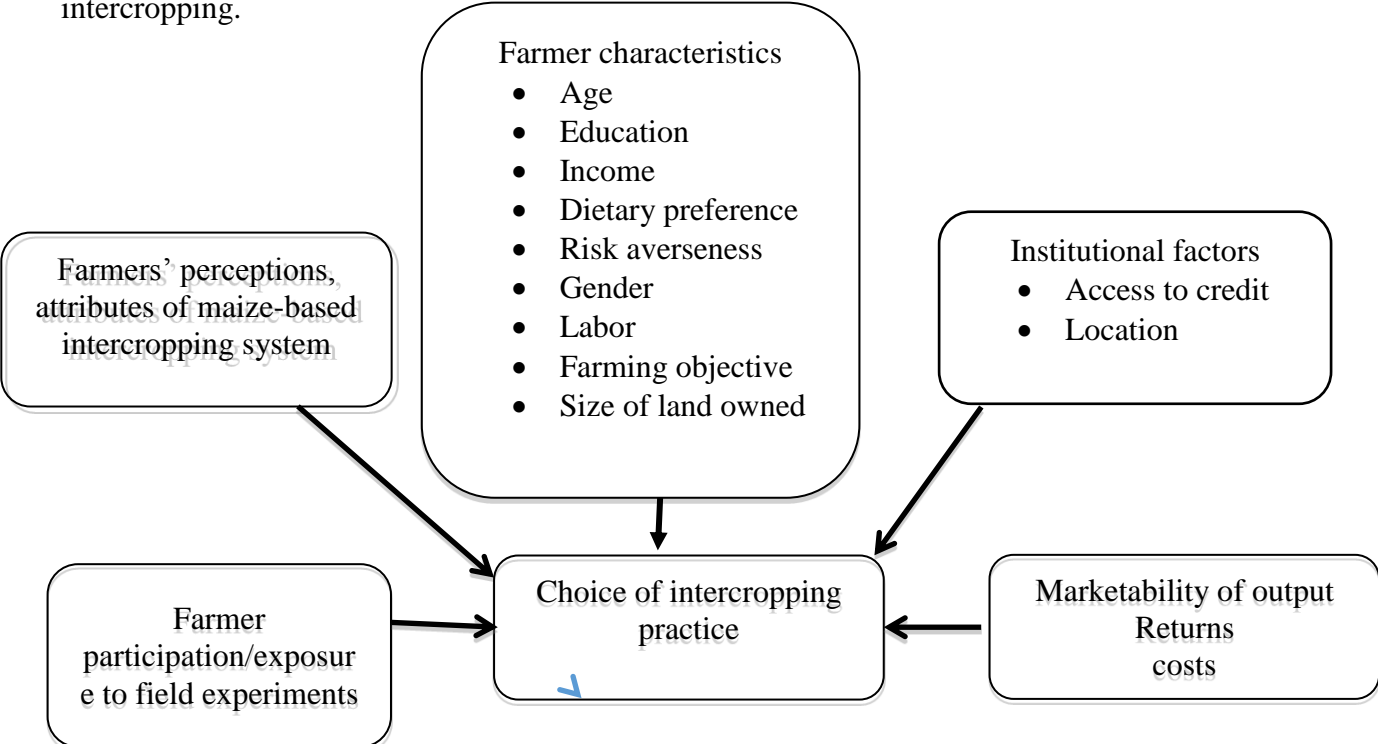 intercropping.
Farmer characteristics
• Age
• Education
• Income
• Dietary preference
• Risk averseness
• Gender
• Labor
• Farming objective
• Size of land owned
Farmers’ perceptions,
attributes of maize-based
intercropping system
Institutional factors
• Access to credit
• Location
Farmer
participation/exposur
e to field experiments
Choice of intercropping
practice
Marketability of output
Returns
costs